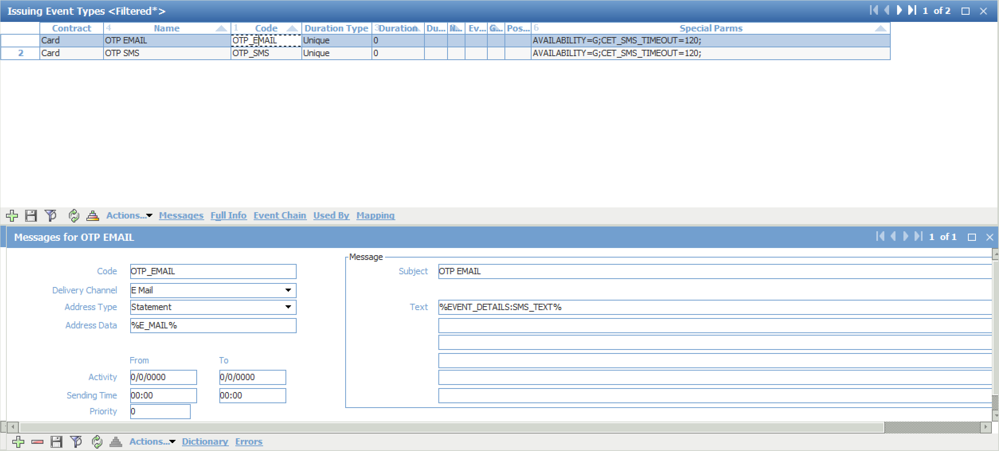 Issuing Event Types <Filtered*> 1 of 2
Contract 4 Name 1 Code Duration Type 3 Duration Du... N... Ev... G... Pos... 6 Special Parms
Card OTP EMAIL OTP_EMAIL Unique 0 AVAILABILITY=G;CET_SMS_TIMEOUT=120;
2 Card OTP SMS OTP_SMS Unique 0 AVAILABILITY=G;CET_SMS_TIMEOUT=120;
Actions... Messages Full Info Event Chain Used By Mapping
Messages for OTP EMAIL 1 of 1
Message
Code OTP_EMAIL Subject OTP EMAIL
Delivery Channel E Mail
Address Type Statement Text %EVENT_DETAILS:SMS_TEXT%
Address Data %E_MAIL%
From To
Activity 0/0/0000 0/0/0000
Sending Time 00:00 00:00
Priority 0
Actions... Dictionary Errors